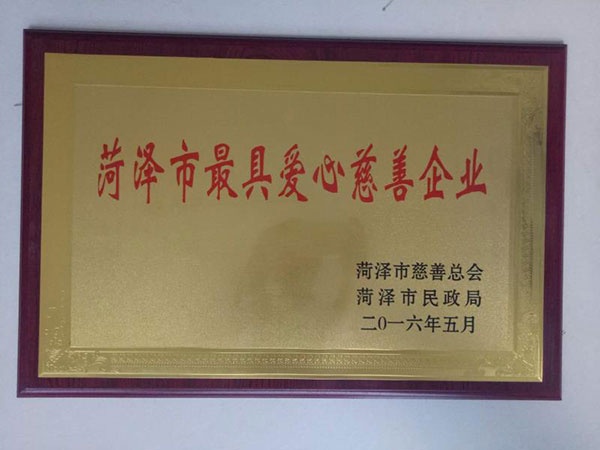 菏泽市最具爱心慈善企业
菏泽市慈善总会
菏泽市民政局
二〇一六年五月